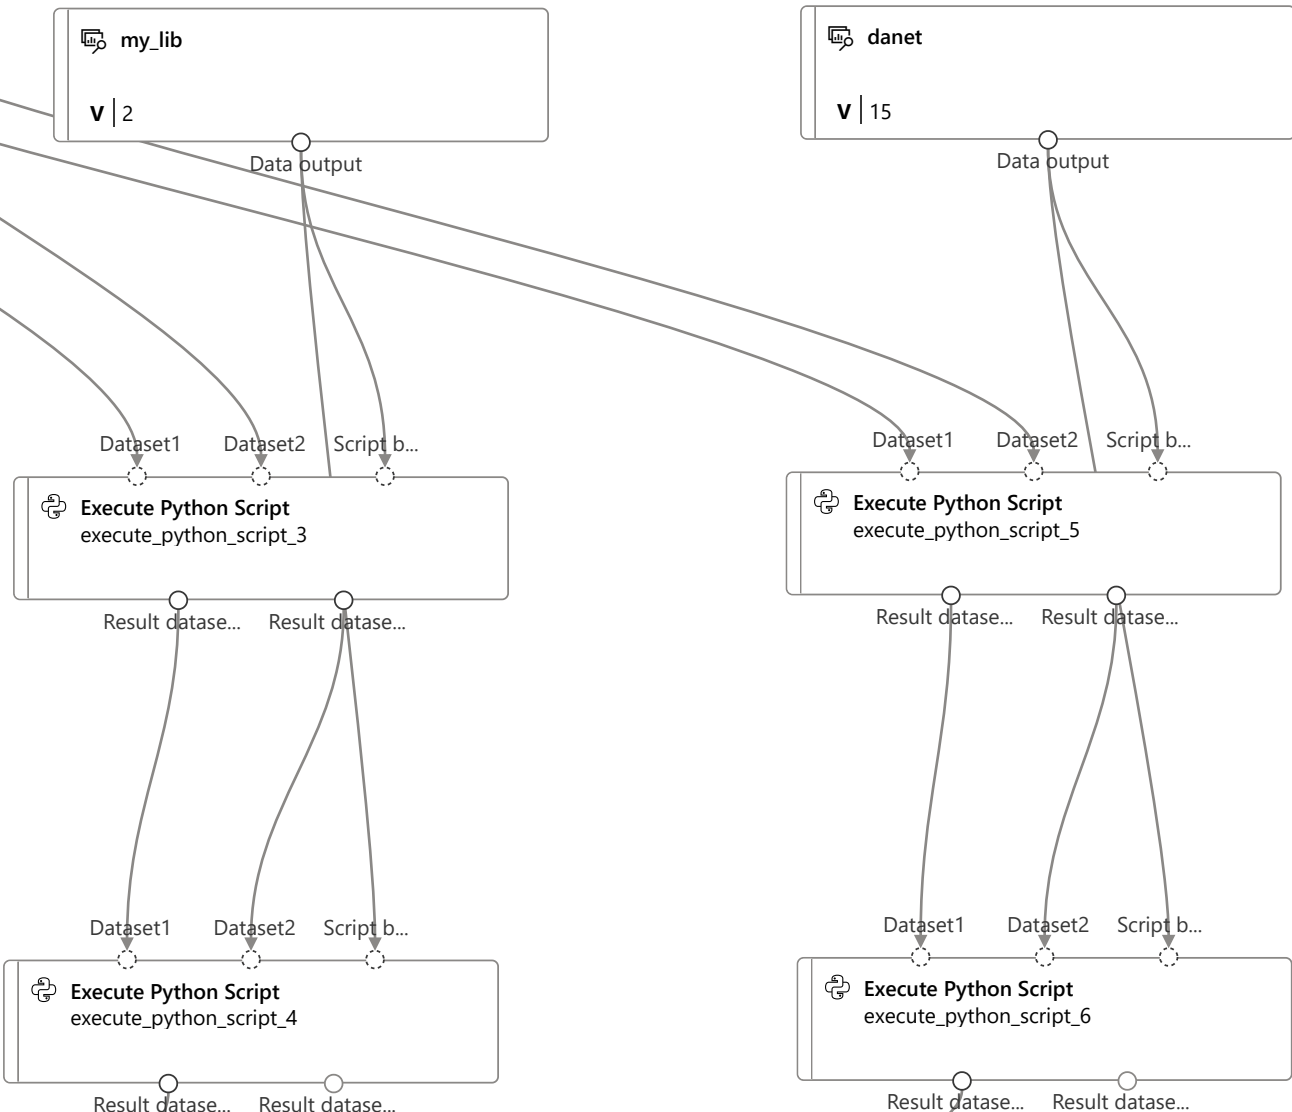 my_lib
V | 2
Data output
danet
V | 15
Data output
Dataset1 Dataset2 Script b...
Execute Python Script
execute_python_script_3
Result datase... Result datase...
Dataset1 Dataset2 Script b...
Execute Python Script
execute_python_script_5
Result datase... Result datase...
Dataset1 Dataset2 Script b...
Execute Python Script
execute_python_script_4
Result datase... Result datase...
Dataset1 Dataset2 Script b...
Execute Python Script
execute_python_script_6
Result datase... Result datase...